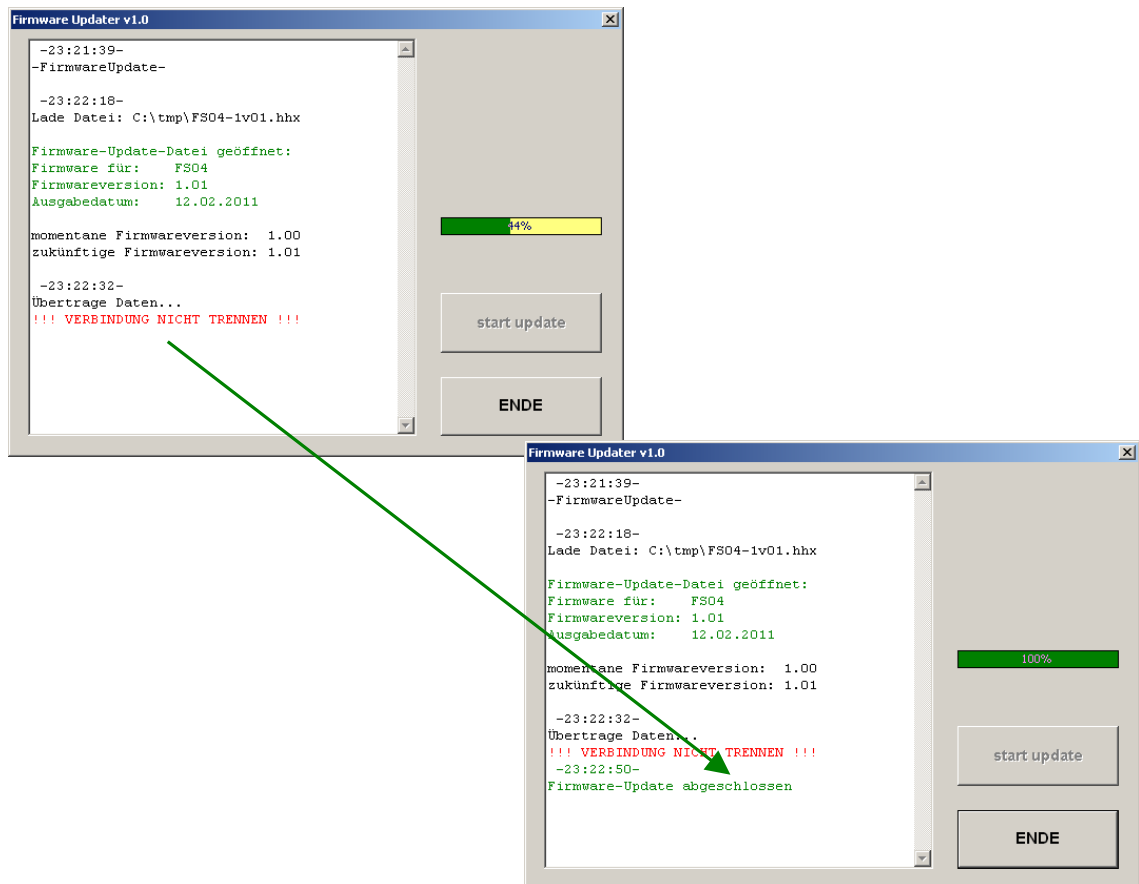 Firmware Updater v1.0
-23:21:39-
-FirmwareUpdate-
-23:22:18-
Lade Datei: C:\tmp\FS04-1v01.hhx
Firmware-Update-Datei geöffnet:
Firmware für: FS04
Firmwareversion: 1.01
Ausgabedatum: 12.02.2011
momentane Firmwareversion: 1.00
zukünftige Firmwareversion: 1.01
-23:22:32-
Übertrage Daten...
!!! VERBINDUNG NICHT TRENNEN !!!
44%
start update
ENDE
Firmware Updater v1.0
-23:21:39-
-FirmwareUpdate-
-23:22:18-
Lade Datei: C:\tmp\FS04-1v01.hhx
Firmware-Update-Datei geöffnet:
Firmware für: FS04
Firmwareversion: 1.01
Ausgabedatum: 12.02.2011
momentane Firmwareversion: 1.00
zukünftige Firmwareversion: 1.01
-23:22:32-
Übertrage Daten...
!!! VERBINDUNG NICHT TRENNEN !!!
-23:22:50-
Firmware-Update abgeschlossen
100%
start update
ENDE